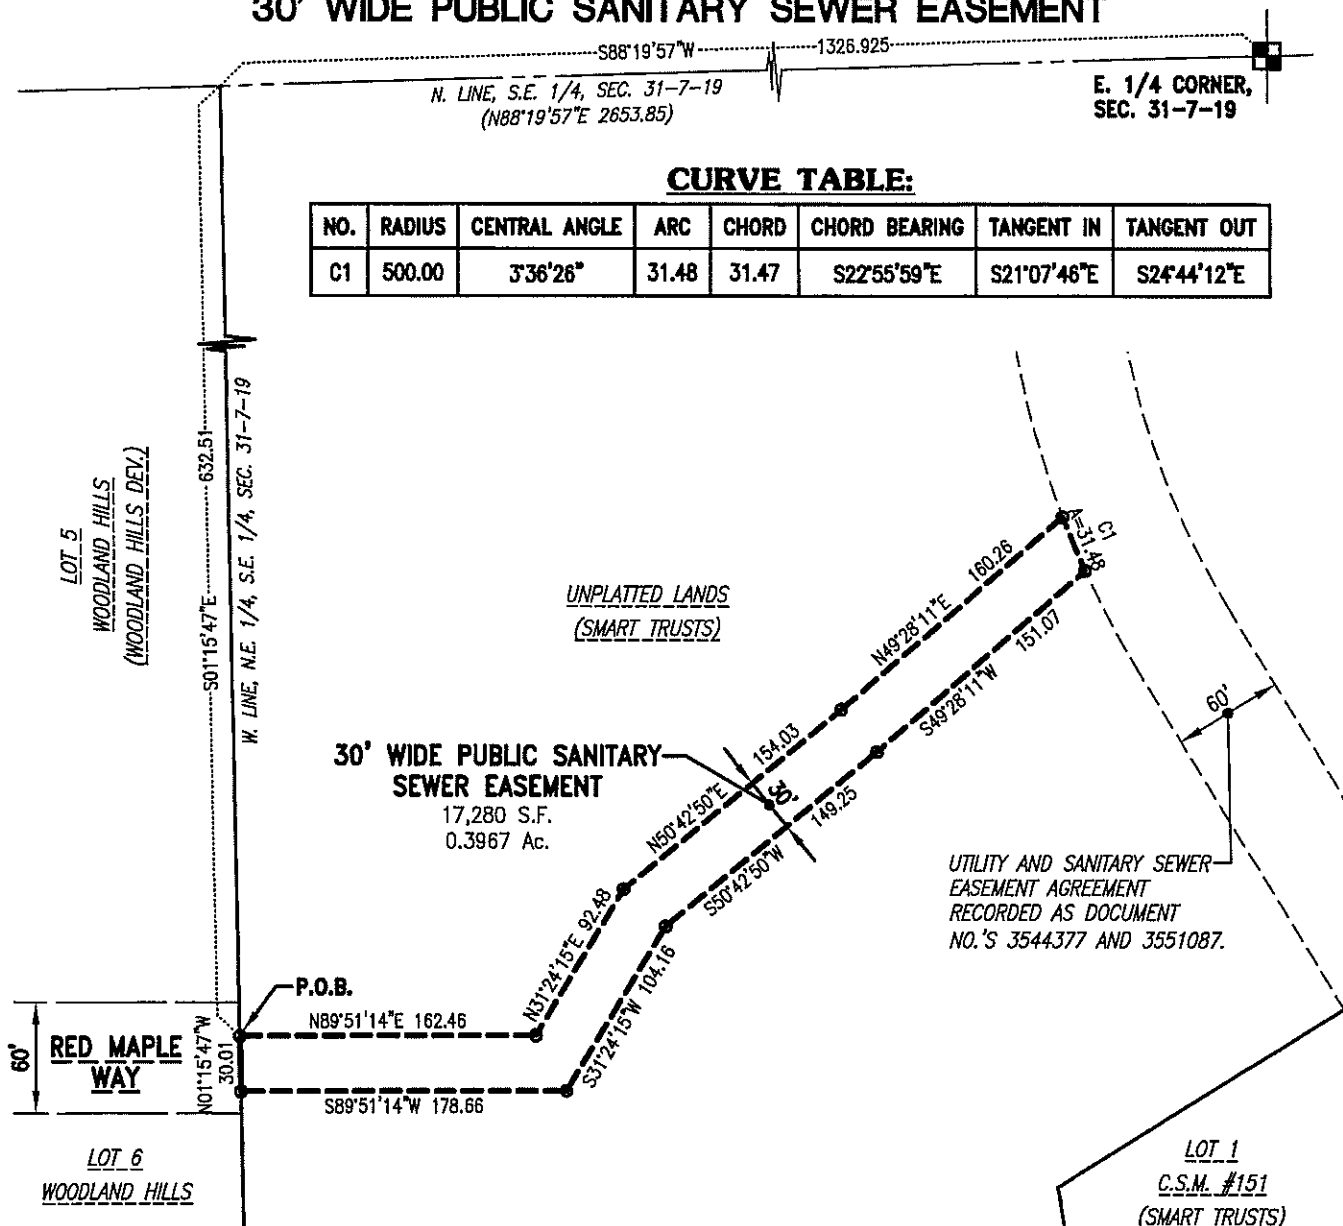 30' WIDE PUBLIC SANITARY SEWER EASEMENT
S88°19'57"W
1326.925
N. LINE, S.E. 1/4, SEC. 31-7-19
(N88°19'57"E 2653.85)
E. 1/4 CORNER,
SEC. 31-7-19
CURVE TABLE:
NO. RADIUS CENTRAL ANGLE ARC CHORD CHORD BEARING TANGENT IN TANGENT OUT
C1 500.00 3°36'26" 31.48 31.47 S22°55'59"E S21°07'46"E S24°44'12"E
S01°15'47"E 632.51
W. LINE, N.E. 1/4, S.E. 1/4, SEC. 31-7-19
LOT 5
WOODLAND HILLS
(WOODLAND HILLS DEV.)
UNPLATTED LANDS
(SMART TRUSTS)
N49°28'11"E 160.26
C1
A=31.48
S49°28'11"W 151.07
60'
30' WIDE PUBLIC SANITARY
SEWER EASEMENT
17,280 S.F.
0.3967 Ac.
N50°42'50"E 154.03
30'
S50°42'50"W 149.25
UTILITY AND SANITARY SEWER
EASEMENT AGREEMENT
RECORDED AS DOCUMENT
NO.'S 3544377 AND 3551087.
N31°24'15"E 92.48
S31°24'15"W 104.16
P.O.B.
N89°51'14"E 162.46
60'
RED MAPLE
WAY
N01°15'47"W
30.01
S89°51'14"W 178.66
LOT 6
WOODLAND HILLS
LOT 1
C.S.M. #151
(SMART TRUSTS)